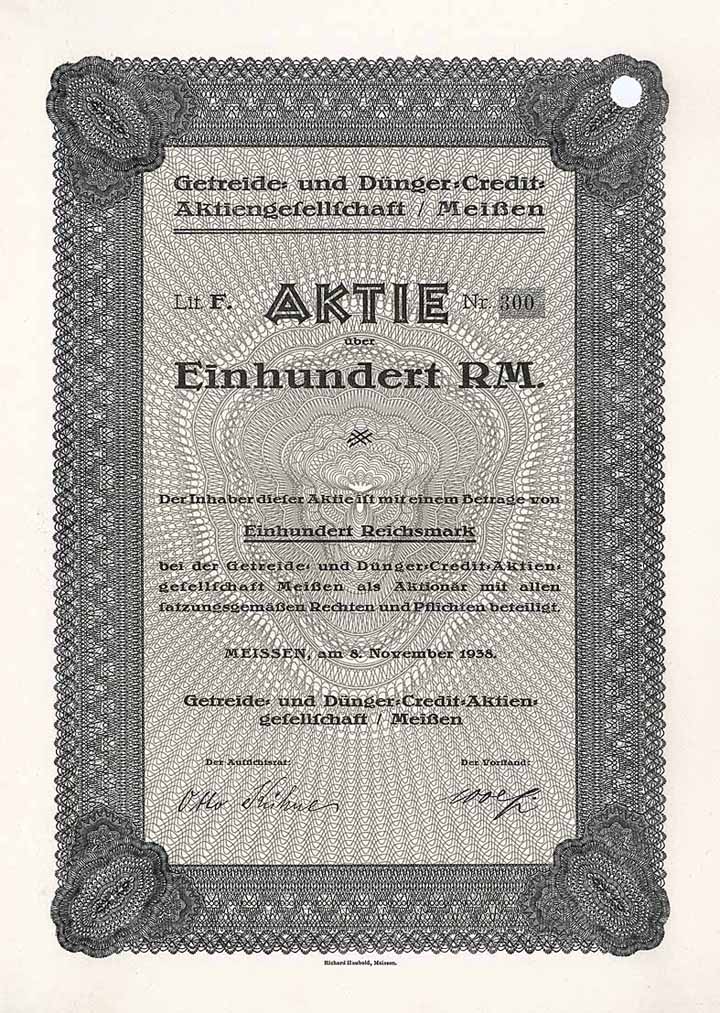 Getreide- und Dünger-Credit-
Aktiengeſellſchaft / Meißen
Lit. F. AKTIE Nr. 300
über
Einhundert RM.
Der Inhaber dieſer Aktie iſt mit einem Betrage von
Einhundert Reichsmark
bei der Getreide- und Dünger-Credit-Aktien-
geſellſchaft Meißen als Aktionär mit allen
ſatzungsgemäßen Rechten und Pflichten beteiligt.
MEISSEN, am 8. November 1938.
Getreide- und Dünger-Credit-Aktien-
geſellſchaft / Meißen
Der Aufſichtsrat: Der Vorſtand:
Otto Kühne
Richard Haubold, Meissen.